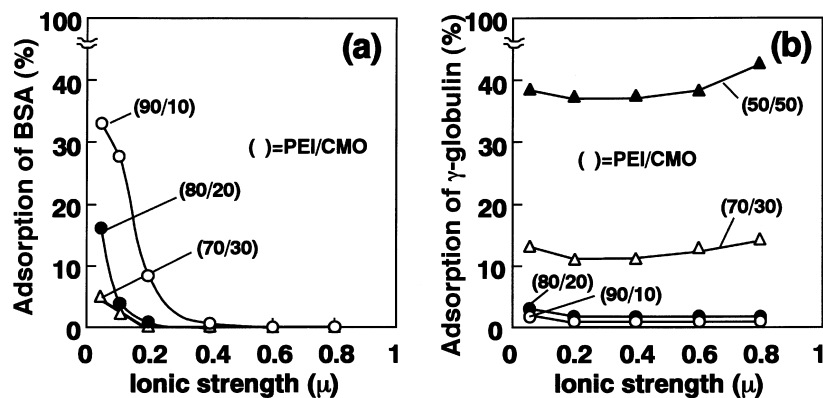 (a)
Adsorption of BSA (%)
100
40
30
20
10
0
(90/10)
( )=PEI/CMO
(80/20)
(70/30)
0 0.2 0.4 0.6 0.8 1
Ionic strength (μ)
(b)
Adsorption of γ-globulin (%)
100
40
30
20
10
0
(50/50)
( )=PEI/CMO
(70/30)
(80/20)
(90/10)
0 0.2 0.4 0.6 0.8 1
Ionic strength (μ)